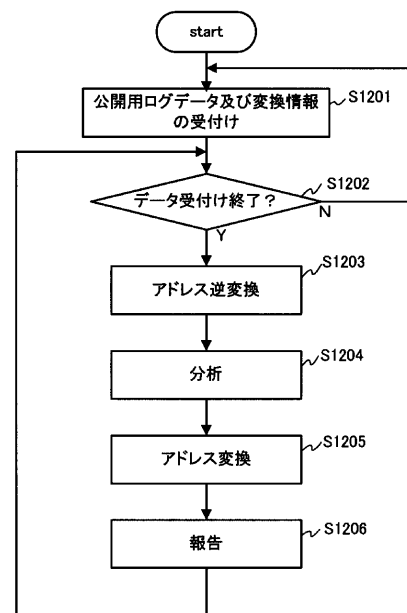 start
公開用ログデータ及び変換情報
の受付け
S1201
データ受付け終了?
S1202
N
Y
アドレス逆変換
S1203
分析
S1204
アドレス変換
S1205
報告
S1206